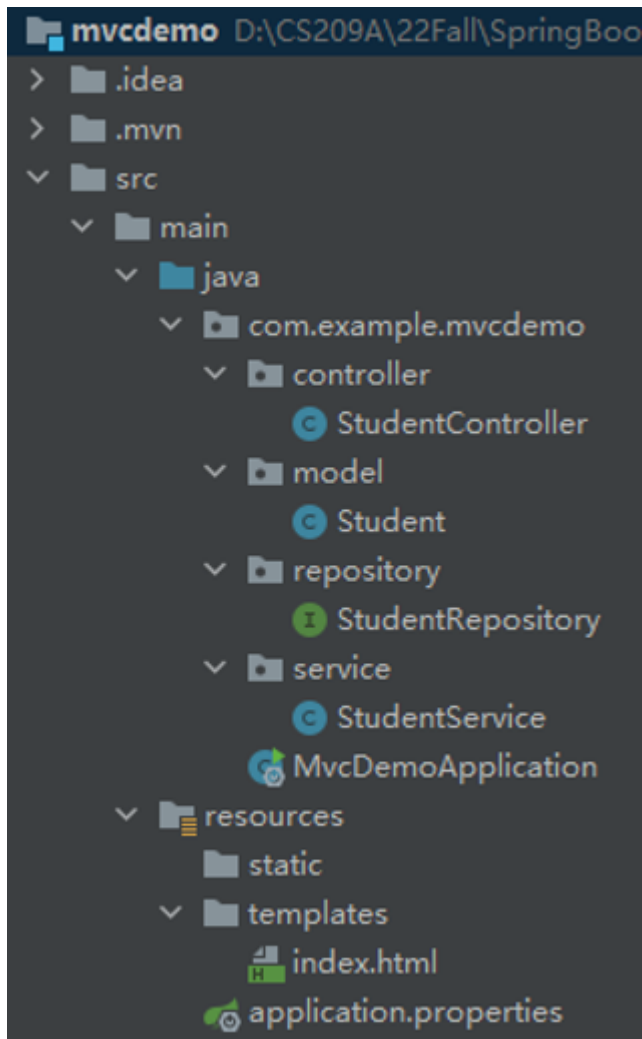 mvcdemo D:\CS209A\22Fall\SpringBoo
.idea
.mvn
src
main
java
com.example.mvcdemo
controller
C StudentController
model
C Student
repository
I StudentRepository
service
C StudentService
MvcDemoApplication
resources
static
templates
H index.html
application.properties